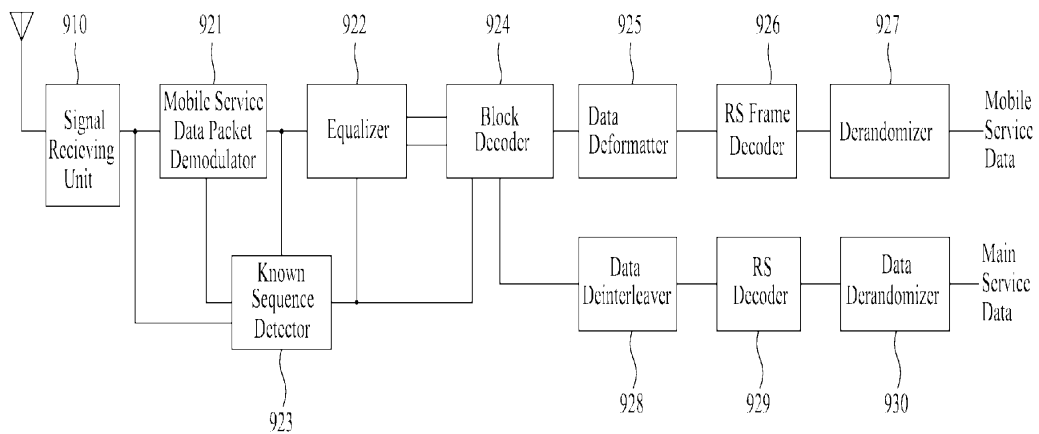 910
921
922
924
925
926
927
Signal
Recieving
Unit
Mobile Service
Data Packet
Demodulator
Equalizer
Block
Decoder
Data
Deformatter
RS Frame
Decoder
Derandomizer
Mobile
Service
Data
Known
Sequence
Detector
Data
Deinterleaver
RS
Decoder
Data
Derandomizer
Main
Service
Data
923
928
929
930